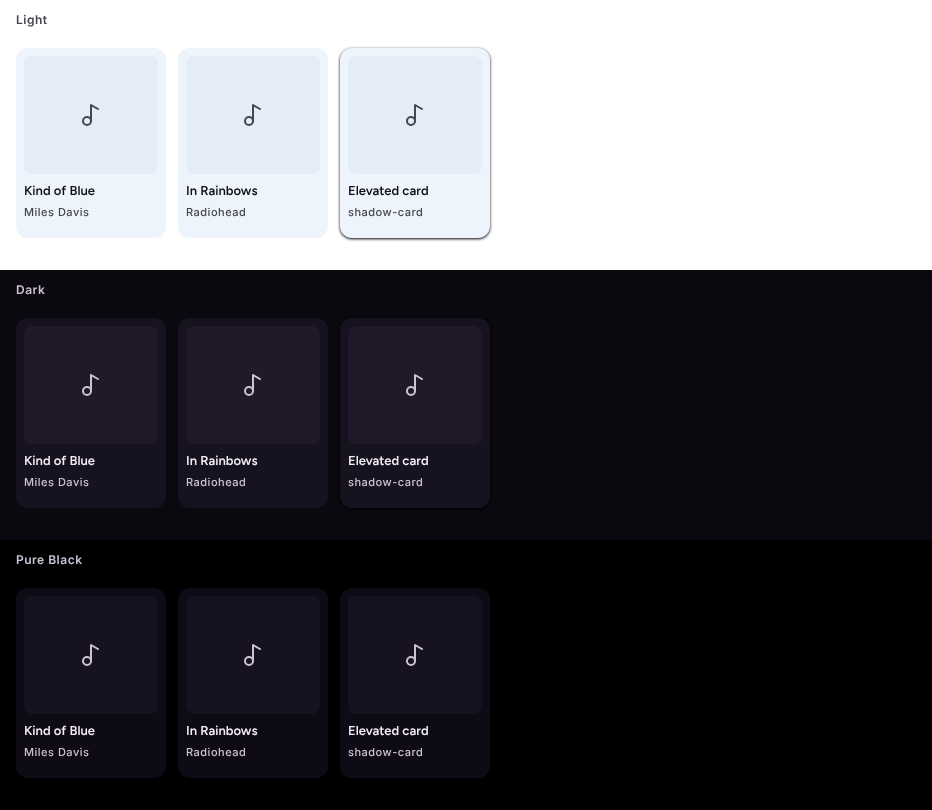 Light
Kind of Blue
Miles Davis
In Rainbows
Radiohead
Elevated card
shadow-card
Dark
Kind of Blue
Miles Davis
In Rainbows
Radiohead
Elevated card
shadow-card
Pure Black
Kind of Blue
Miles Davis
In Rainbows
Radiohead
Elevated card
shadow-card